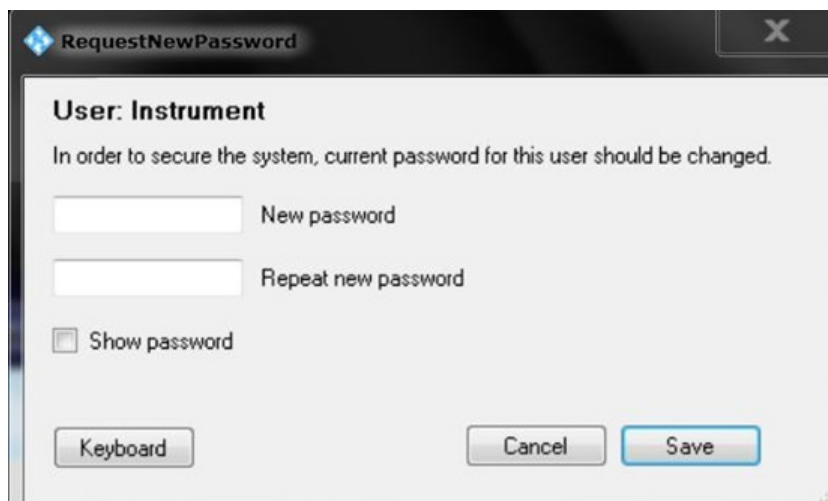 RequestNewPassword
X
User: Instrument
In order to secure the system, current password for this user should be changed.
New password
Repeat new password
Show password
Keyboard
Cancel
Save